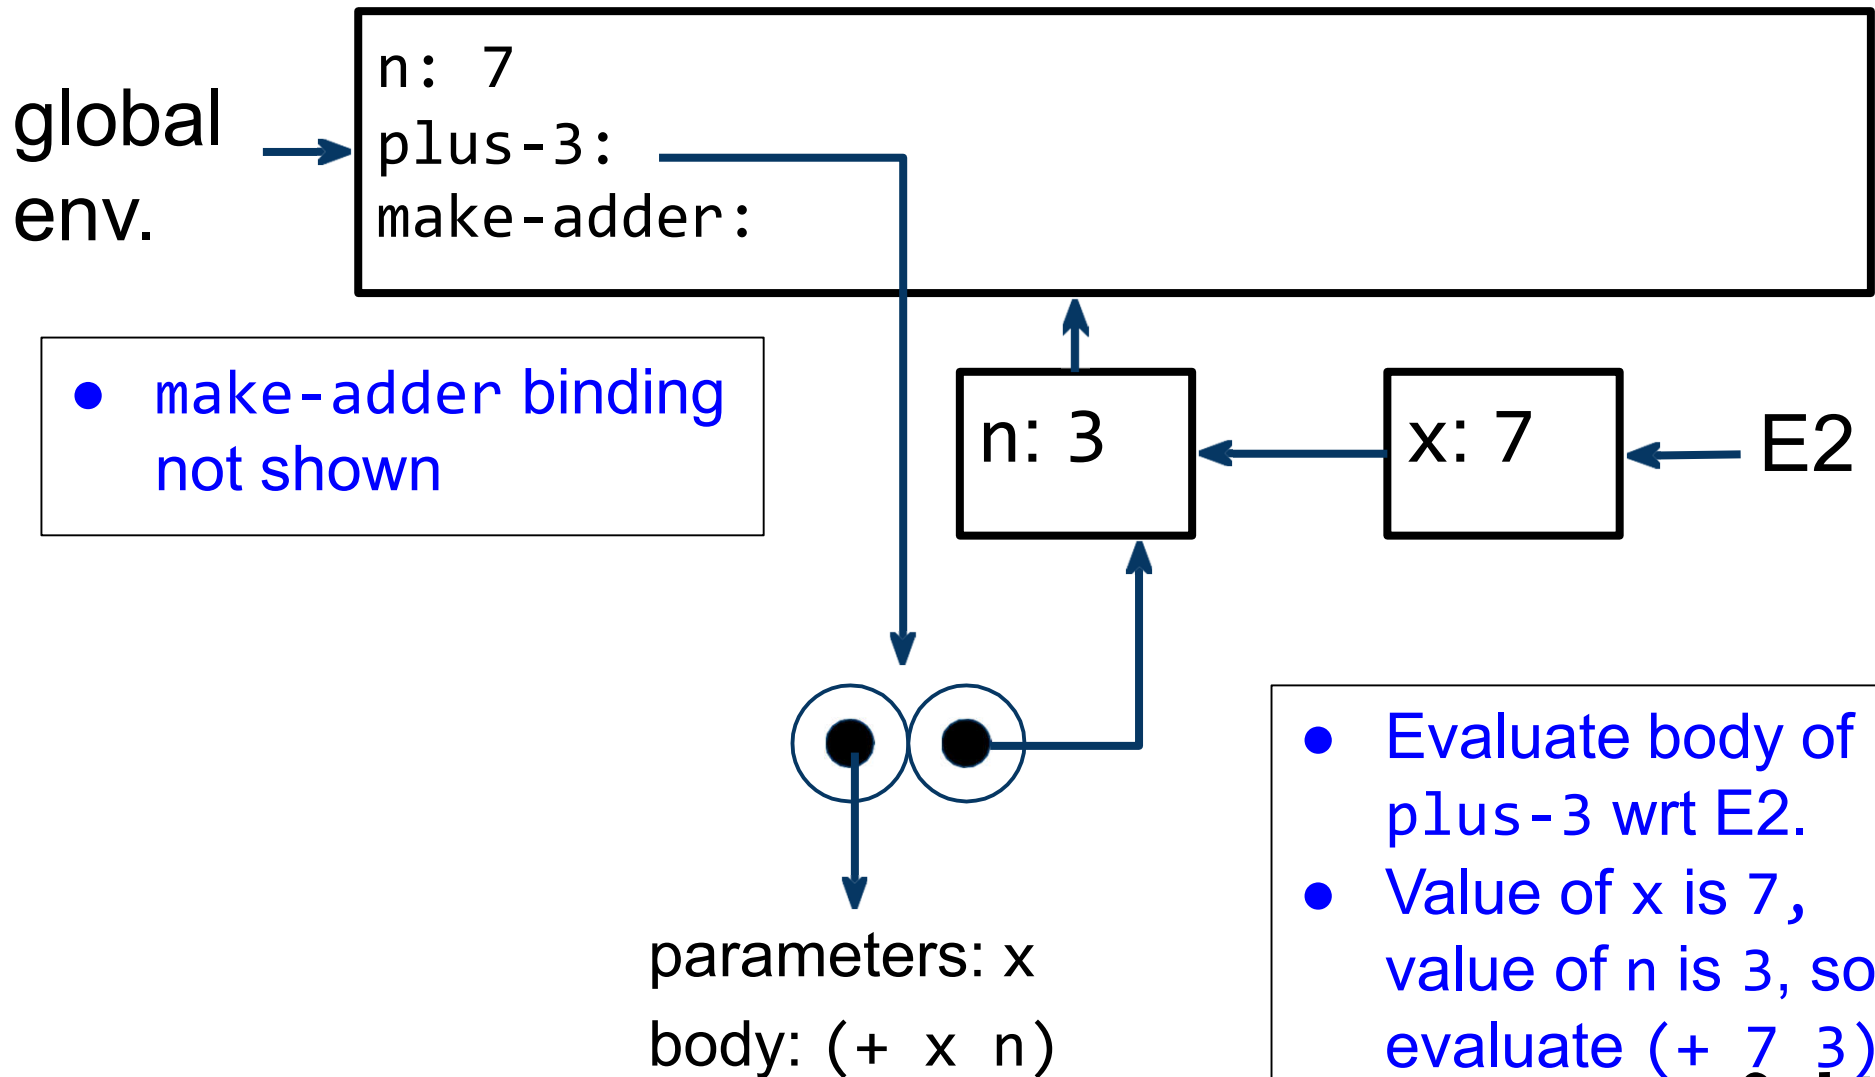 global
env.
n: 7
plus-3:
make-adder:
● make-adder binding
not shown
n: 3
x: 7
E2
parameters: x
body: (+ x n)
● Evaluate body of
plus-3 wrt E2.
● Value of x is 7,
value of n is 3, so
evaluate (+ 7 3)